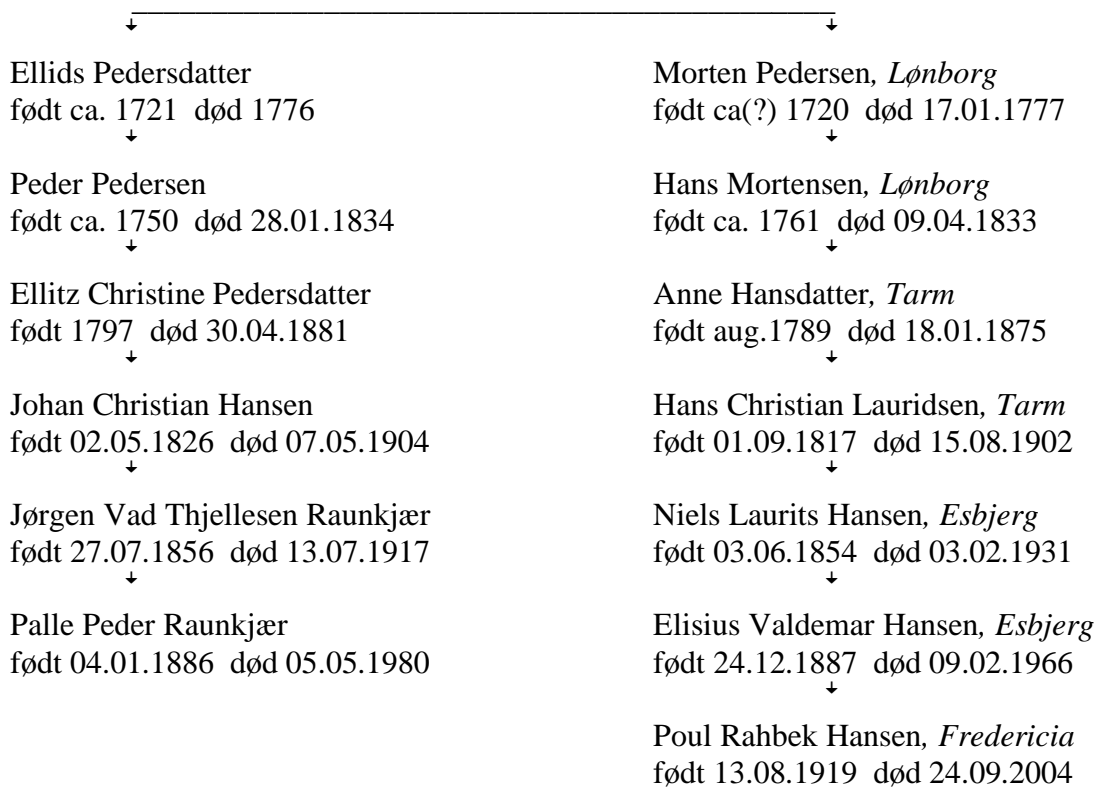 Ellids Pedersdatter
født ca. 1721 død 1776
Peder Pedersen
født ca. 1750 død 28.01.1834
Ellitz Christine Pedersdatter
født 1797 død 30.04.1881
Johan Christian Hansen
født 02.05.1826 død 07.05.1904
Jørgen Vad Thjellesen Raunkjær
født 27.07.1856 død 13.07.1917
Palle Peder Raunkjær
født 04.01.1886 død 05.05.1980
Morten Pedersen, Lønborg
født ca(?) 1720 død 17.01.1777
Hans Mortensen, Lønborg
født ca. 1761 død 09.04.1833
Anne Hansdatter, Tarm
født aug.1789 død 18.01.1875
Hans Christian Lauridsen, Tarm
født 01.09.1817 død 15.08.1902
Niels Laurits Hansen, Esbjerg
født 03.06.1854 død 03.02.1931
Elisius Valdemar Hansen, Esbjerg
født 24.12.1887 død 09.02.1966
Poul Rahbek Hansen, Fredericia
født 13.08.1919 død 24.09.2004